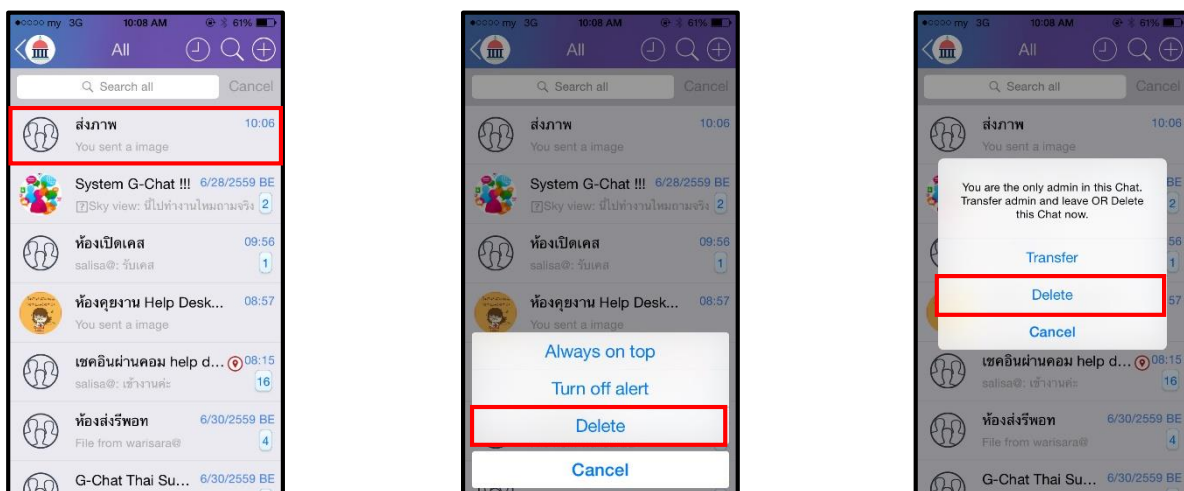 my 3G 10:08 AM 61%
All
Search all Cancel
ส่งภาพ 10:06
You sent a image
System G-Chat !!! 6/28/2559 BE
?Sky view: นี่ไปทำงานไหมถามจริง 2
ห้องเปิดเคส 09:56
salisa@: รับเคส 1
ห้องคุยงาน Help Desk... 08:57
You sent a image
เชคอินผ่านคอม help d... 08:15
salisa@: เข้างานค่ะ 16
ห้องส่งรีพอท 6/30/2559 BE
File from warisara@ 4
G-Chat Thai Su... 6/30/2559 BE
my 3G 10:08 AM 61%
All
Search all Cancel
ส่งภาพ 10:06
You sent a image
System G-Chat !!! 6/28/2559 BE
?Sky view: นี่ไปทำงานไหมถามจริง 2
ห้องเปิดเคส 09:56
salisa@: รับเคส 1
ห้องคุยงาน Help Desk... 08:57
You sent a image
Always on top
Turn off alert
Delete
Cancel
my 3G 10:08 AM 61%
All
Search all Cancel
ส่งภาพ 10:06
You sent a image
BE
2
You are the only admin in this Chat.
Transfer admin and leave OR Delete
this Chat now.
56
Transfer
1
Delete
57
Cancel
เชคอินผ่านคอม help d... 08:15
salisa@: เข้างานค่ะ 16
ห้องส่งรีพอท 6/30/2559 BE
File from warisara@ 4
G-Chat Thai Su... 6/30/2559 BE